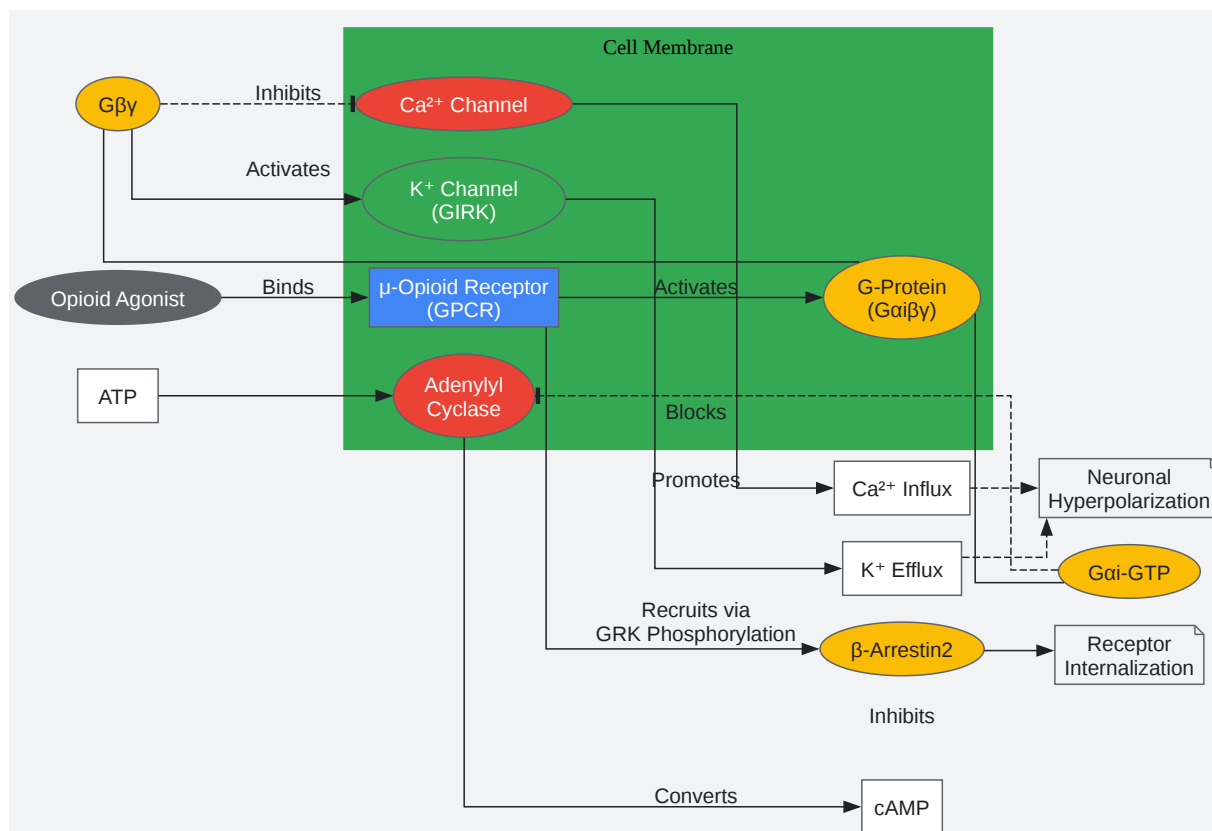 Cell Membrane
Gβγ
Inhibits
Ca²⁺ Channel
Activates
K⁺ Channel
(GIRK)
Opioid Agonist
Binds
μ-Opioid Receptor
(GPCR)
Activates
G-Protein
(Gαiβγ)
ATP
Adenylyl
Cyclase
Blocks
Promotes
Ca²⁺ Influx
Neuronal
Hyperpolarization
K⁺ Efflux
Gαi-GTP
Recruits via
GRK Phosphorylation
β-Arrestin2
Receptor
Internalization
Inhibits
Converts
cAMP